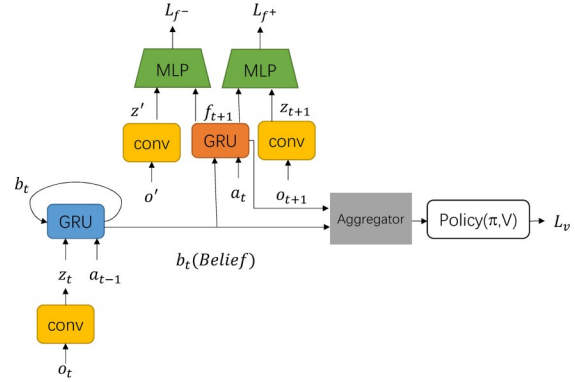 L_{f^-} L_{f^+}
MLP MLP
z' f_{t+1} z_{t+1}
conv GRU conv
o' a_t o_{t+1}
b_t
GRU Aggregator Policy(π,V) L_v
z_t a_{t-1} b_t(Belief)
conv
o_t